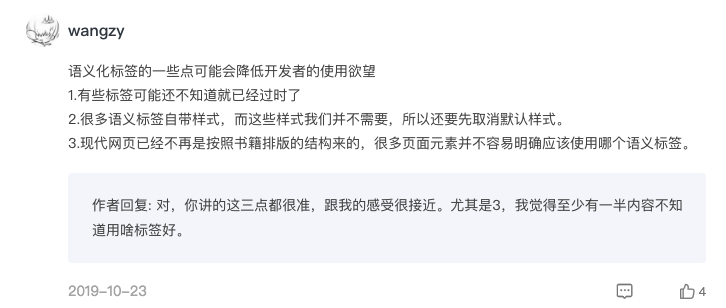 wangzy
语义化标签的一些点可能会降低开发者的使用欲望
1.有些标签可能还不知道就已经过时了
2.很多语义标签自带样式，而这些样式我们并不需要，所以还要先取消默认样式。
3.现代网页已经不再是按照书籍排版的结构来的，很多页面元素并不容易明确应该使用哪个语义标签。
作者回复: 对，你讲的这三点都很准，跟我的感受很接近。尤其是3，我觉得至少有一半内容不知
道用啥标签好。
2019-10-23
4